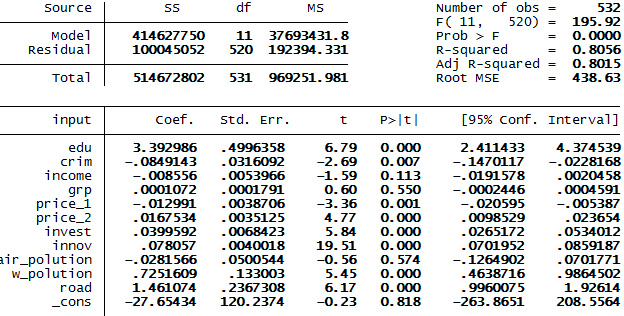 Source SS df MS Number of obs = 532
F( 11, 520) = 195.92
Model 414627750 11 37693431.8 Prob > F = 0.0000
Residual 100045052 520 192394.331 R-squared = 0.8056
Adj R-squared = 0.8015
Total 514672802 531 969251.981 Root MSE = 438.63
input Coef. Std. Err. t P>|t| [95% Conf. Interval]
edu 3.392986 .4996358 6.79 0.000 2.411433 4.374539
crim -.0849143 .0316092 -2.69 0.007 -.1470117 -.0228168
income -.008556 .0053966 -1.59 0.113 -.0191578 .0020458
grp .0001072 .0001791 0.60 0.550 -.0002446 .0004591
price_1 -.012991 .0038706 -3.36 0.001 -.020595 -.005387
price_2 .0167534 .0035125 4.77 0.000 .0098529 .023654
invest .0399592 .0068423 5.84 0.000 .0265172 .0534012
innov .078057 .0040018 19.51 0.000 .0701952 .0859187
air_polution -.0281566 .0500544 -0.56 0.574 -.1264902 .0701771
w_polution .7251609 .133003 5.45 0.000 .4638716 .9864502
road 1.461074 .2367308 6.17 0.000 .9960075 1.92614
_cons -27.65434 120.2374 -0.23 0.818 -263.8651 208.5564